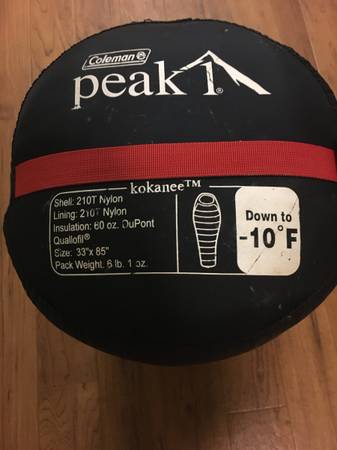 Coleman
peak 1®
kokanee™
Shell: 210T Nylon
Lining: 210T Nylon
Insulation: 60 oz. DuPont
Quallofil®
Size: 33"x 85"
Pack Weight. 6 lb. 1 oz.
Down to
-10°F